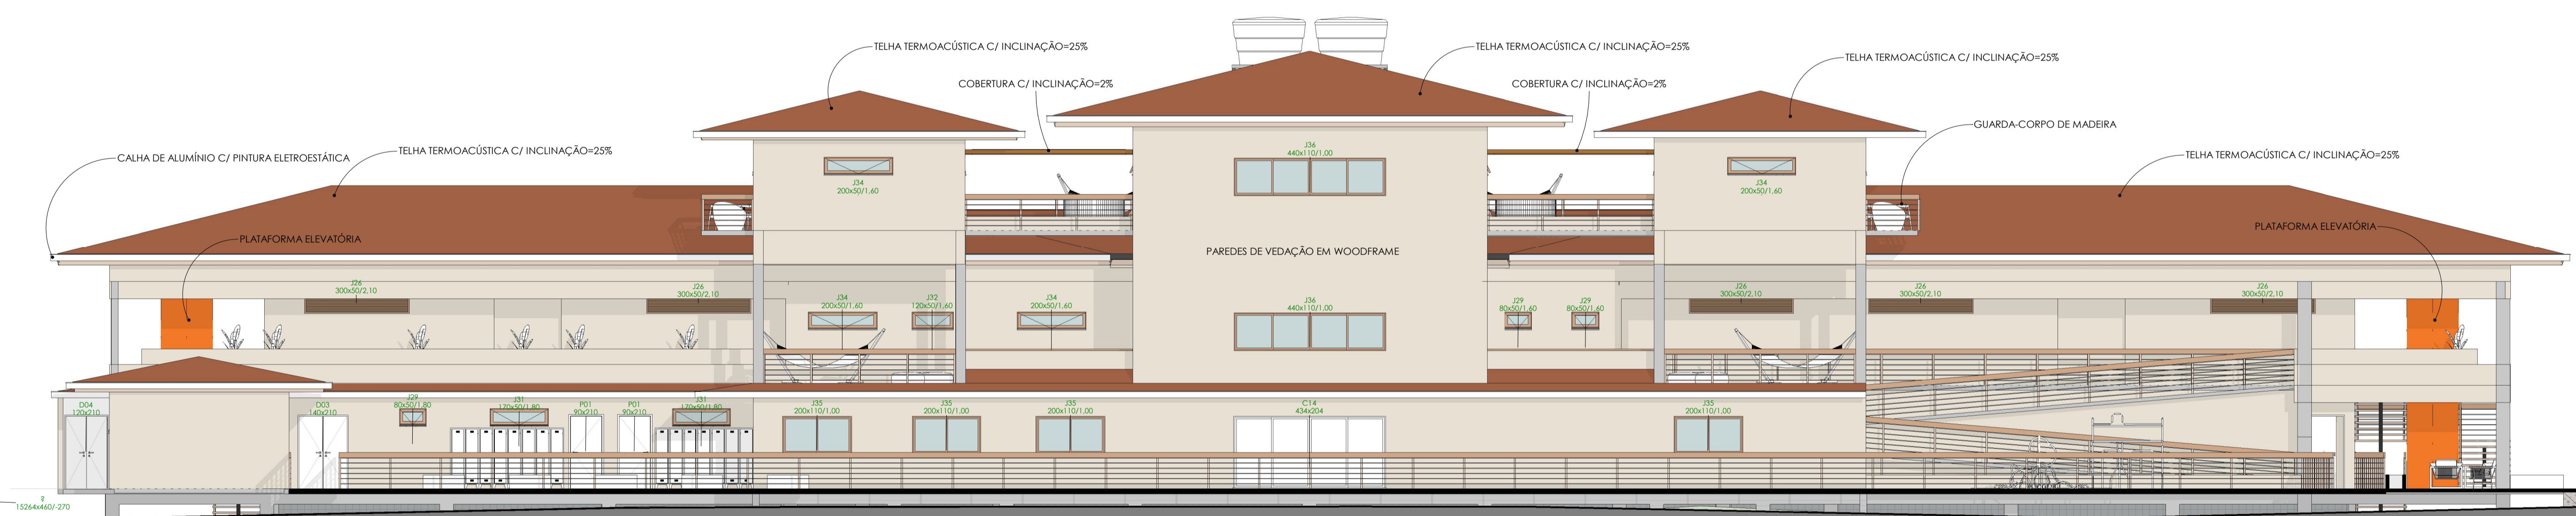 TELHA TERMOACÚSTICA C/ INCLINAÇÃO=25%
TELHA TERMOACÚSTICA C/ INCLINAÇÃO=25%
TELHA TERMOACÚSTICA C/ INCLINAÇÃO=25%
COBERTURA C/ INCLINAÇÃO=2%
COBERTURA C/ INCLINAÇÃO=2%
GUARDA-CORPO DE MADEIRA
CALHA DE ALUMÍNIO C/ PINTURA ELETROESTÁTICA
TELHA TERMOACÚSTICA C/ INCLINAÇÃO=25%
TELHA TERMOACÚSTICA C/ INCLINAÇÃO=25%
J36
440x110/1,00
J34
200x50/1,60
J34
200x50/1,60
PLATAFORMA ELEVATÓRIA
PAREDES DE VEDAÇÃO EM WOODFRAME
PLATAFORMA ELEVATÓRIA
J26
300x50/2,10
J26
300x50/2,10
J34
200x50/1,60
J32
120x50/1,60
J34
200x50/1,60
J36
440x110/1,00
J29
80x50/1,60
J29
80x50/1,60
J26
300x50/2,10
J26
300x50/2,10
J26
300x50/2,10
D04
120x210
D03
140x210
J29
80x50/1,80
J31
170x50/1,80
P01
90x210
P01
90x210
J31
170x50/1,80
J35
200x110/1,00
J35
200x110/1,00
J35
200x110/1,00
C14
434x204
J35
200x110/1,00
15264x460/-270